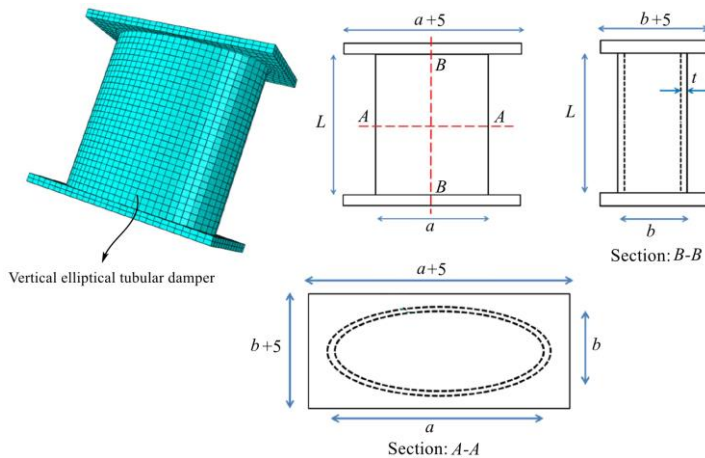 a+5
B
L
A
A
B
a
b+5
t
L
b
Section: B-B
Vertical elliptical tubular damper
a+5
b+5
b
a
Section: A-A